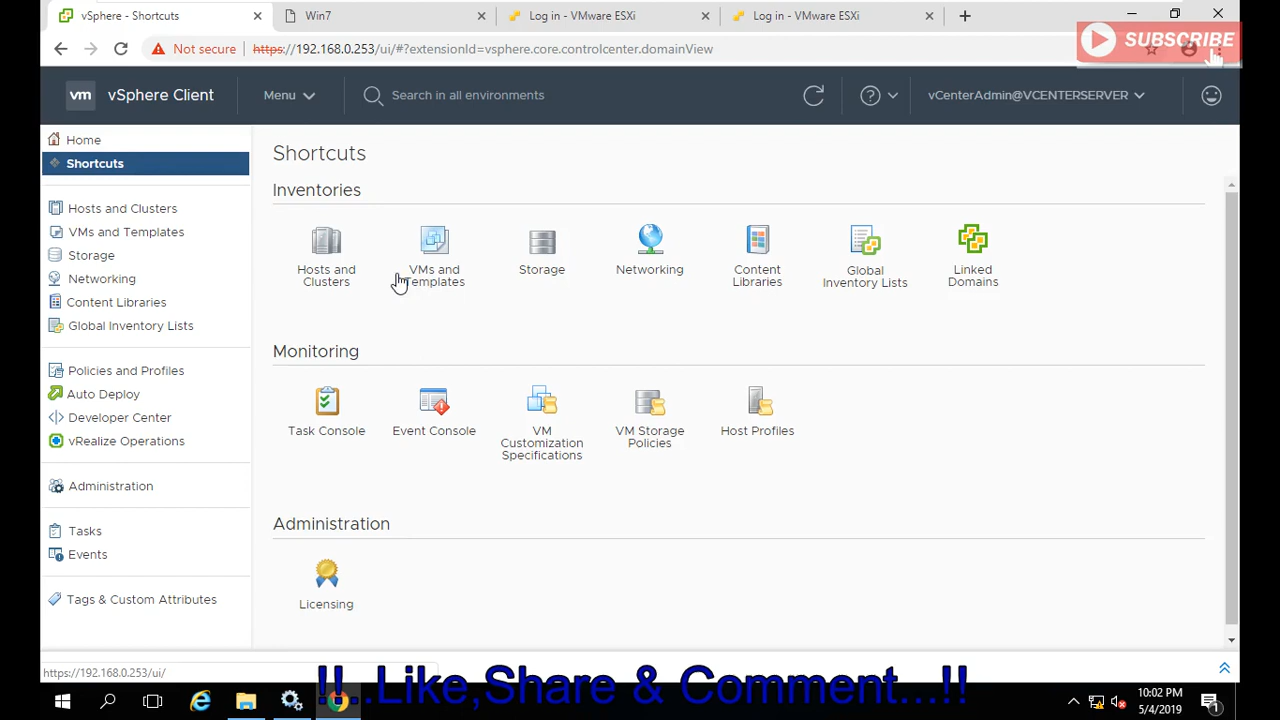 vSphere - Shortcuts
Win7
Log in - VMware ESXi
Log in - VMware ESXi
Not secure
https://192.168.0.253/ui/#?extensionId=vsphere.core.controlcenter.domainView
SUBSCRIBE
vm
vSphere Client
Menu
Search in all environments
vCenterAdmin@VCENTERSERVER
Home
Shortcuts
Hosts and Clusters
VMs and Templates
Storage
Networking
Content Libraries
Global Inventory Lists
Policies and Profiles
Auto Deploy
Developer Center
vRealize Operations
Administration
Tasks
Events
Tags & Custom Attributes
Shortcuts
Inventories
Hosts and
Clusters
VMs and
Templates
Storage
Networking
Content
Libraries
Global
Inventory Lists
Linked
Domains
Monitoring
Task Console
Event Console
VM
Customization
Specifications
VM Storage
Policies
Host Profiles
Administration
Licensing
https://192.168.0.253/ui/
!!..Like,Share & Comment...!!
10:02 PM
5/4/2019
1